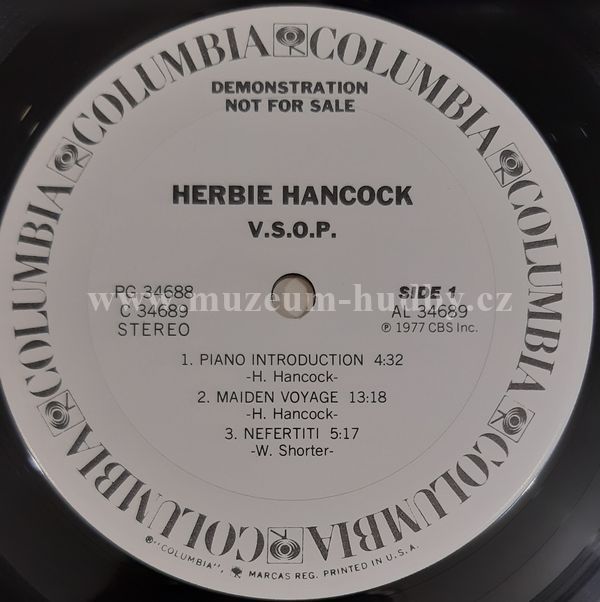 COLUMBIA COLUMBIA COLUMBIA COLUMBIA COLUMBIA COLUMBIA
DEMONSTRATION
NOT FOR SALE
HERBIE HANCOCK
V.S.O.P.
PG 34688
C 34689
STEREO
SIDE 1
AL 34689
℗ 1977 CBS Inc.
www.muzeum-hudby.cz
1. PIANO INTRODUCTION 4:32
-H. Hancock-
2. MAIDEN VOYAGE 13:18
-H. Hancock-
3. NEFERTITI 5:17
-W. Shorter-
®"COLUMBIA", MARCAS REG. PRINTED IN U.S.A.